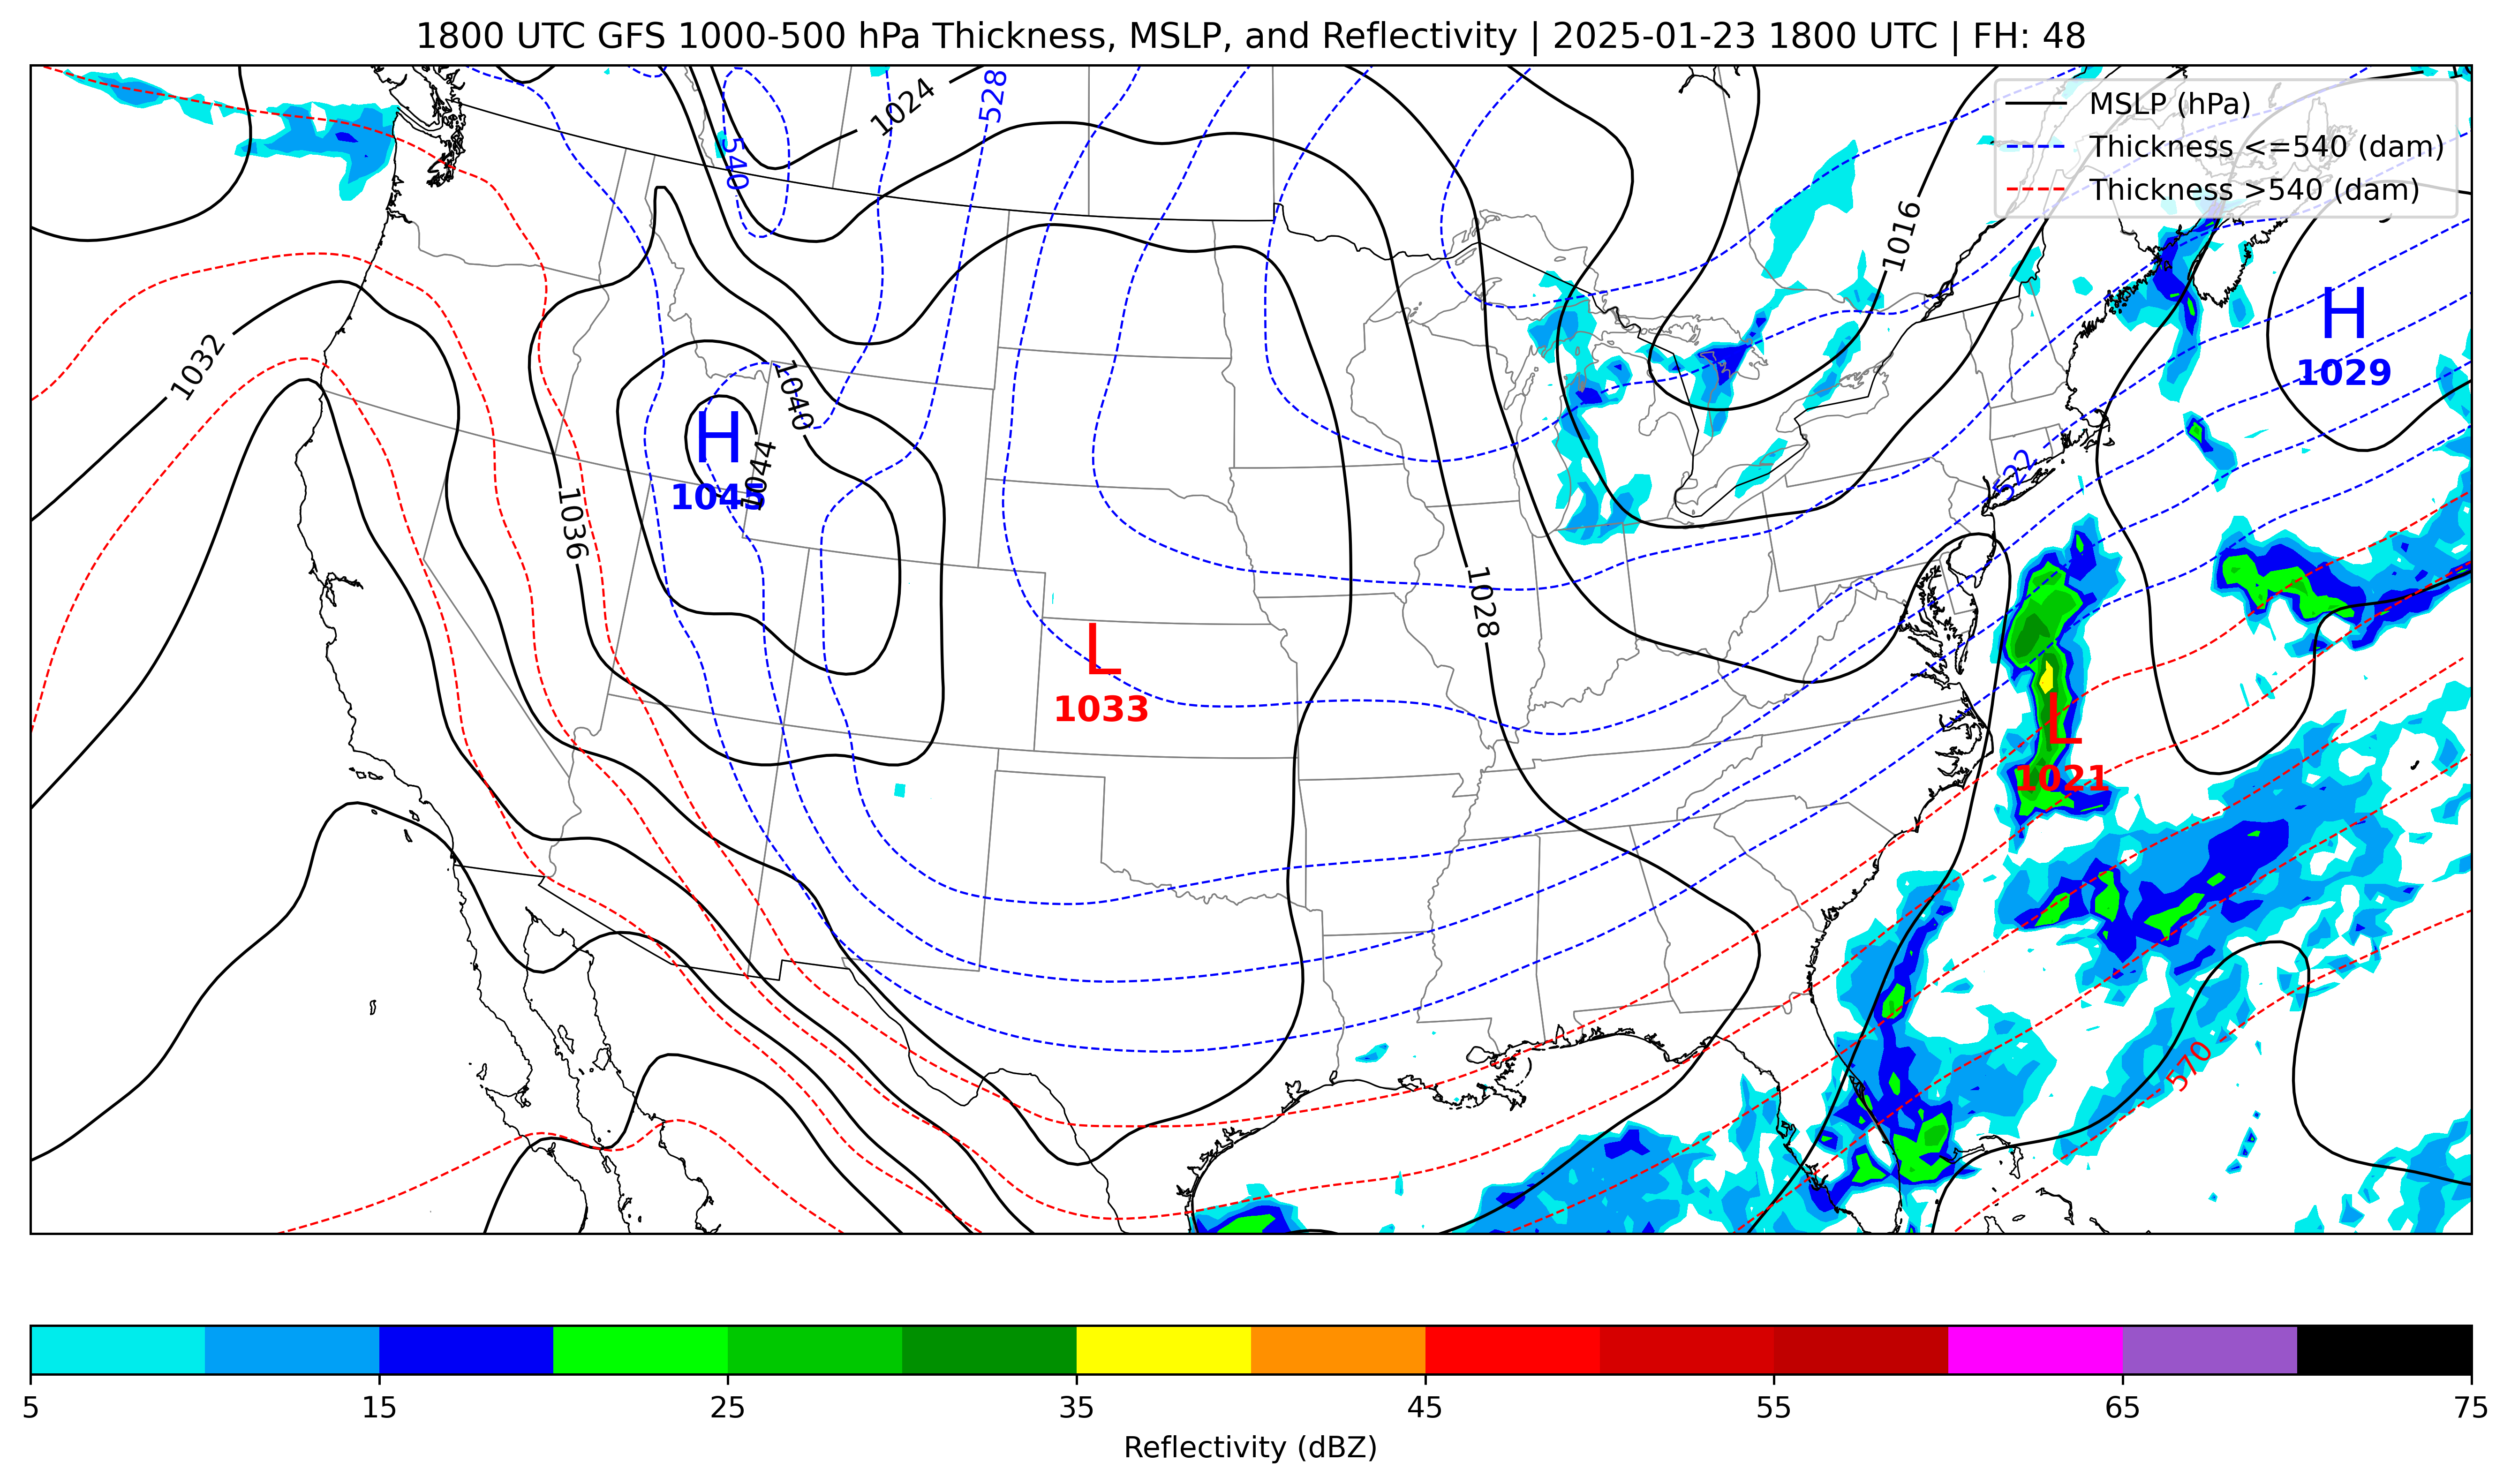 1800 UTC GFS 1000-500 hPa Thickness, MSLP, and Reflectivity | 2025-01-23 1800 UTC | FH: 48
MSLP (hPa)
Thickness <=540 (dam)
Thickness >540 (dam)
1024
528
540
1016
1032
H
1029
1040
H
1044
1045
522
1036
1028
L
1033
L
1021
570
5
15
25
35
45
55
65
75
Reflectivity (dBZ)